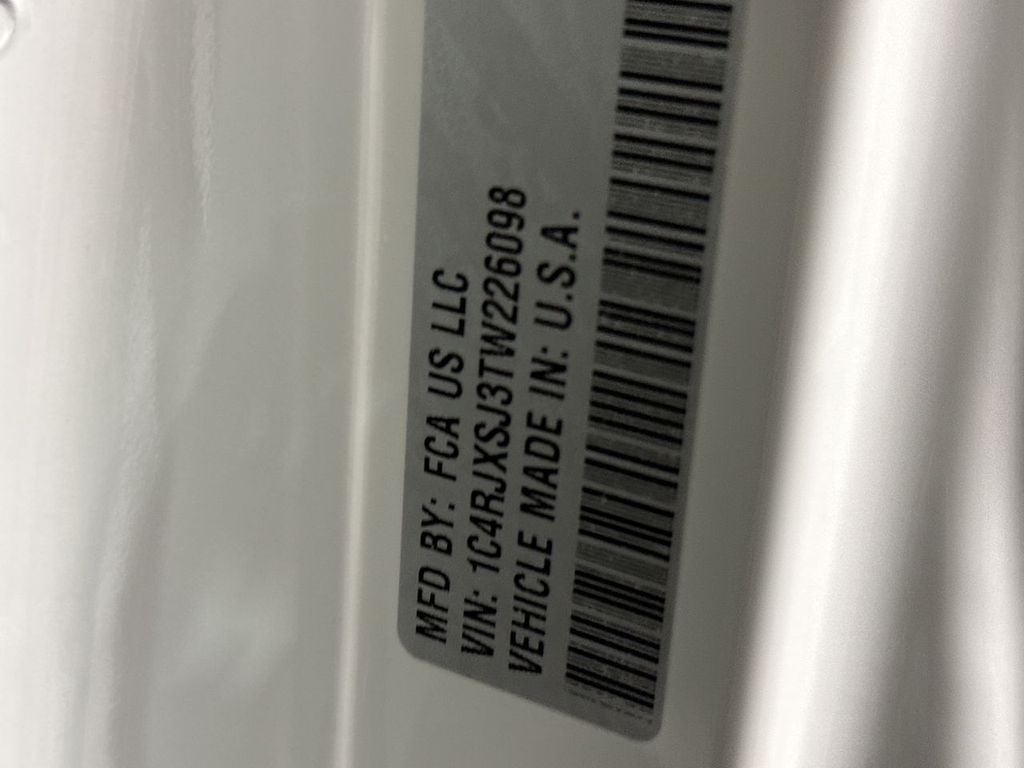 MFD BY: FCA US LLC
VIN: 1C4RJXSJ3TW226098
VEHICLE MADE IN: U.S.A.